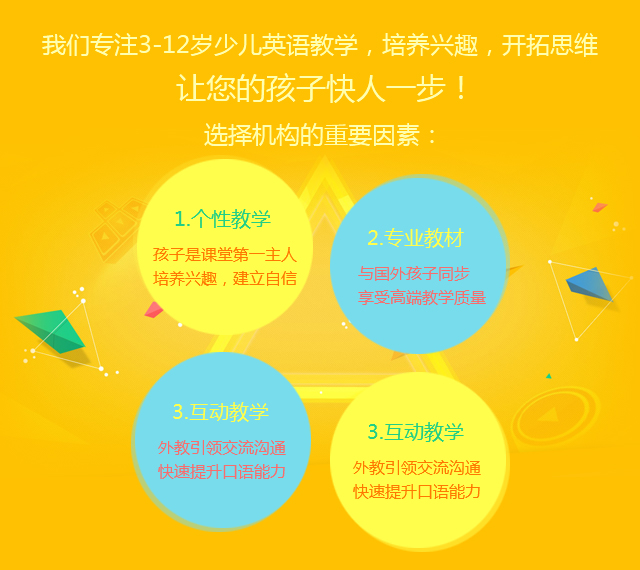 我们专注3-12岁少儿英语教学，培养兴趣，开拓思维
让您的孩子快人一步！
选择机构的重要因素：
1.个性教学
孩子是课堂第一主人
培养兴趣，建立自信
2.专业教材
与国外孩子同步
享受高端教学质量
3.互动教学
外教引领交流沟通
快速提升口语能力
3.互动教学
外教引领交流沟通
快速提升口语能力